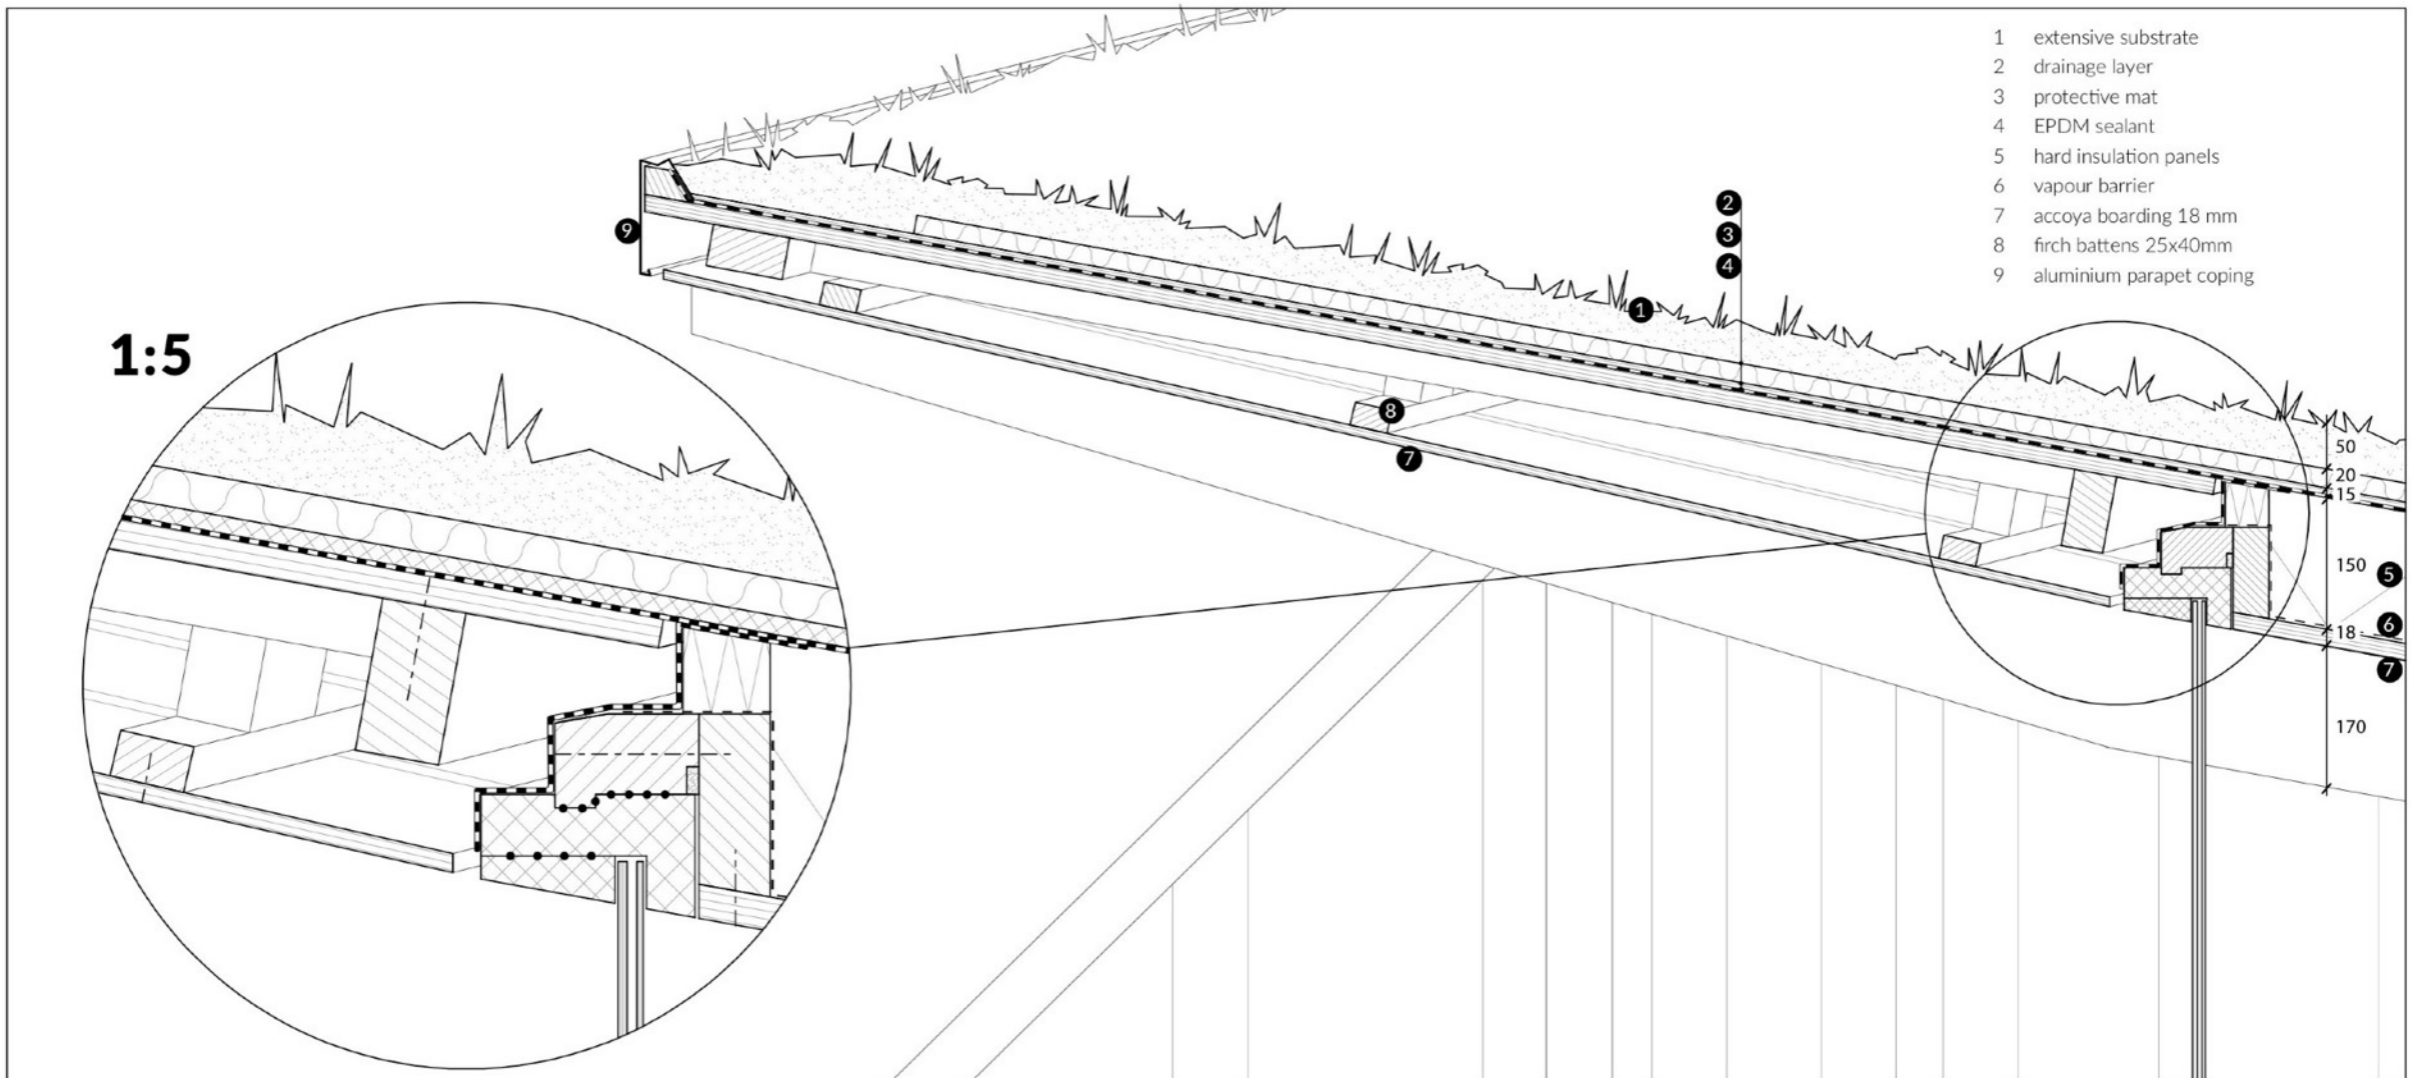 1 extensive substrate
2 drainage layer
3 protective mat
4 EPDM sealant
5 hard insulation panels
6 vapour barrier
7 accoya boarding 18 mm
8 firch battens 25x40mm
9 aluminium parapet coping
2
3
4
9
1
1:5
8
7
50
20
15
150
5
18
6
7
170